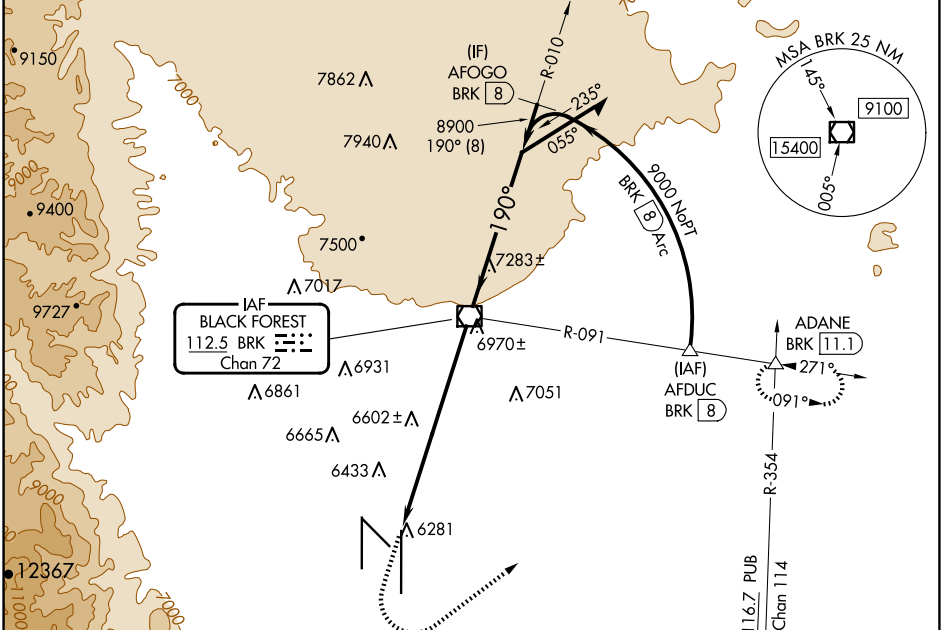 9150
7000
9000
9400
9727
9000
12367
11000
7000
7862
7940
7500
7017
(IF)
AFOGO
BRK 8
8900
190° (8)
R-010
235°
055°
190°
9000 NoPT
BRK 8 Arc
7283±
IAF
BLACK FOREST
112.5 BRK
Chan 72
6970±
R-091
6931
6861
7051
6602±
6665
6433
6281
(IAF)
AFDUC
BRK 8
ADANE
BRK 11.1
271°
091°
R-354
116.7 PUB
Chan 114
MSA BRK 25 NM
145°
9100
15400
005°